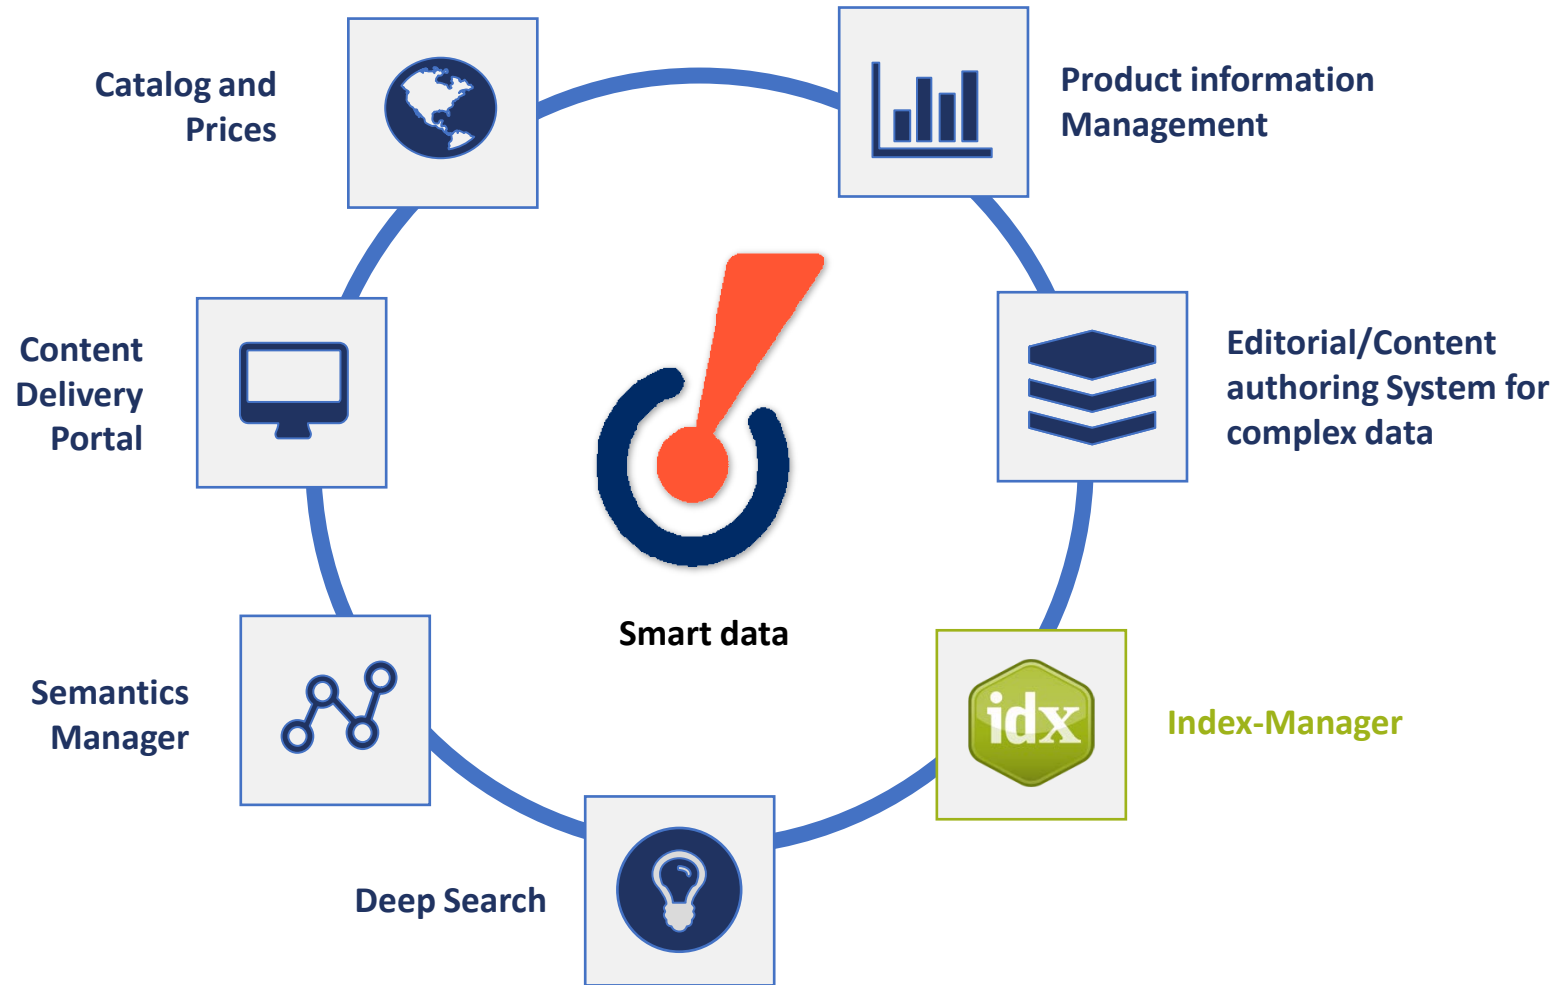 Catalog and
Prices
Product information
Management
Content
Delivery
Portal
Editorial/Content
authoring System for
complex data
Smart data
Semantics
Manager
idx
Index-Manager
Deep Search